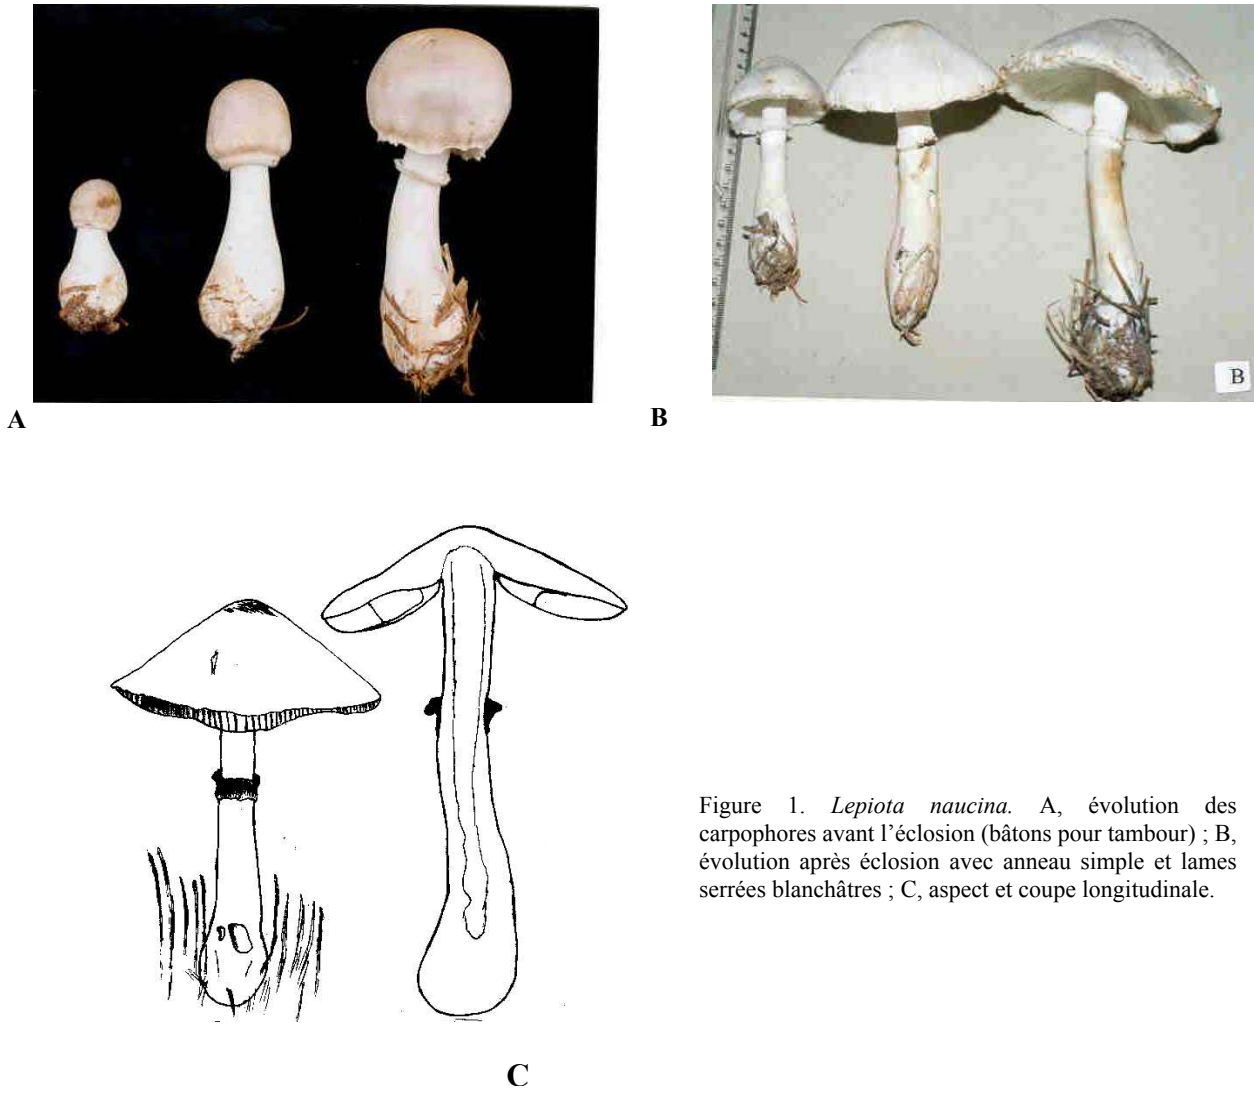 B
A
B
C
Figure 1. Lepiota naucina. A, évolution des
carpophores avant l’éclosion (bâtons pour tambour) ; B,
évolution après éclosion avec anneau simple et lames
serrées blanchâtres ; C, aspect et coupe longitudinale.